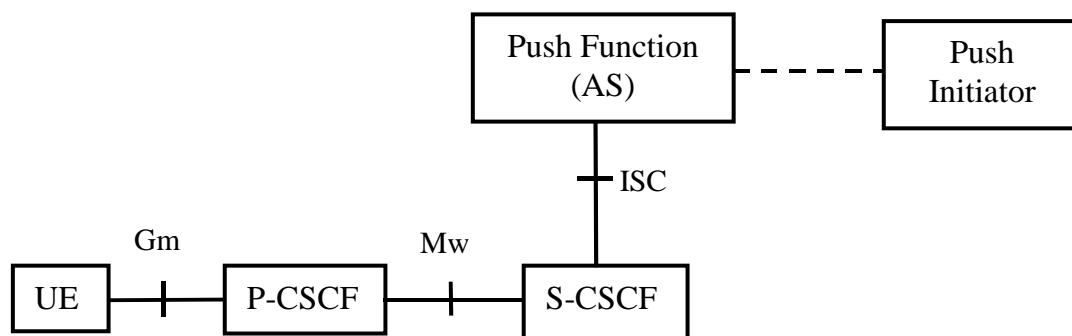 Push Function
(AS)
Push
Initiator
ISC
Gm
Mw
UE
P-CSCF
S-CSCF